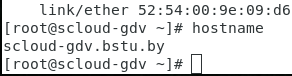 link/ether 52:54:00:9e:09:d6
[root@scloud-gdv ~]# hostname
scloud-gdv.bstu.by
[root@scloud-gdv ~]#